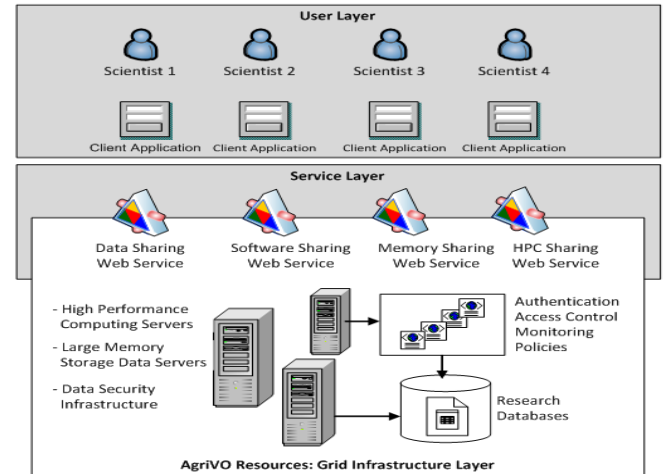 User Layer
Scientist 1
Scientist 2
Scientist 3
Scientist 4
Client Application
Client Application
Client Application
Client Application
Service Layer
Data Sharing
Web Service
Software Sharing
Web Service
Memory Sharing
Web Service
HPC Sharing
Web Service
- High Performance
Computing Servers
- Large Memory
Storage Data Servers
- Data Security
Infrastructure
Authentication
Access Control
Monitoring
Policies
Research
Databases
AgriVO Resources: Grid Infrastructure Layer